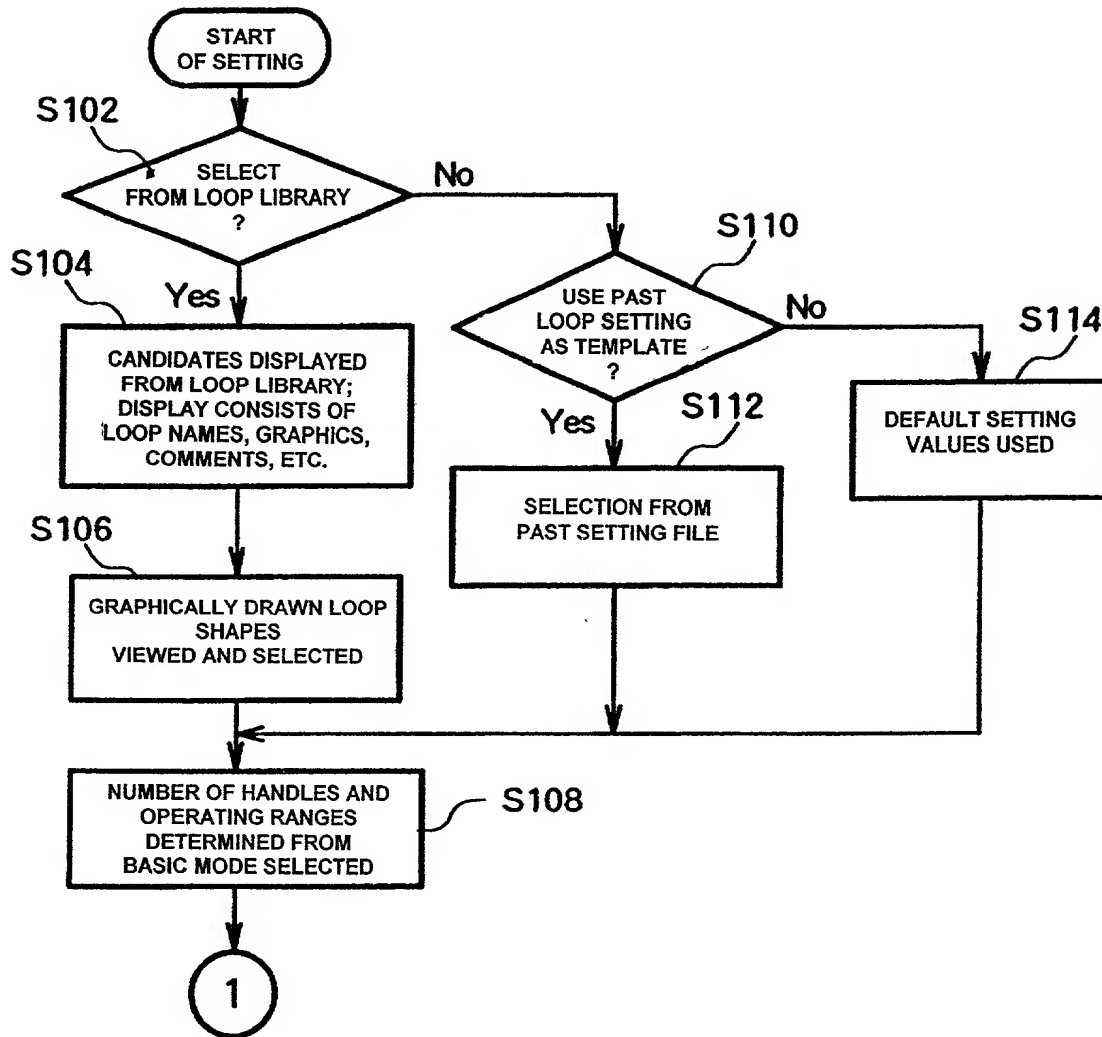 START
OF SETTING
S102
SELECT
FROM LOOP LIBRARY
?
No
S110
S104
Yes
USE PAST
LOOP SETTING
AS TEMPLATE
?
No
S114
CANDIDATES DISPLAYED
FROM LOOP LIBRARY;
DISPLAY CONSISTS OF
LOOP NAMES, GRAPHICS,
COMMENTS, ETC.
Yes
S112
DEFAULT SETTING
VALUES USED
SELECTION FROM
PAST SETTING FILE
S106
GRAPHICALLY DRAWN LOOP
SHAPES
VIEWED AND SELECTED
NUMBER OF HANDLES AND
OPERATING RANGES
DETERMINED FROM
BASIC MODE SELECTED
S108
1